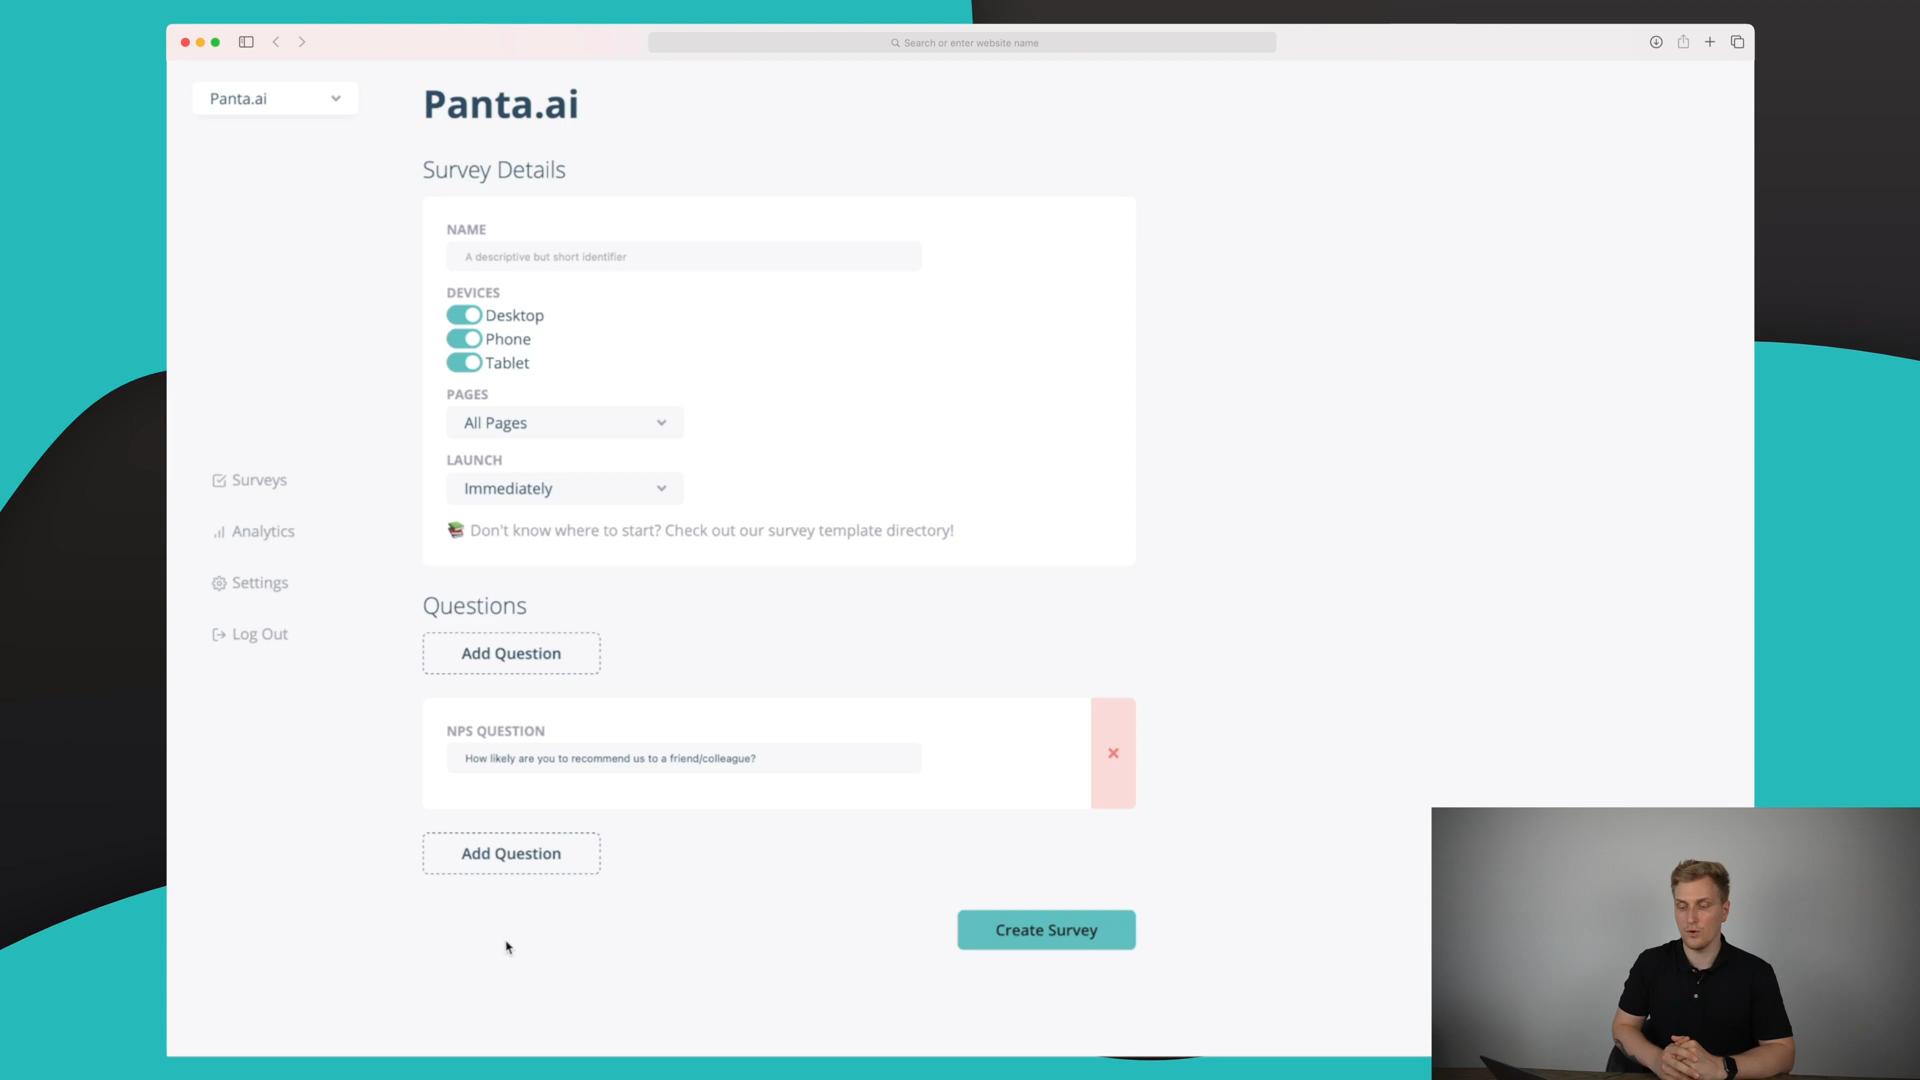 Search or enter website name
Panta.ai
Panta.ai
Survey Details
NAME
A descriptive but short identifier
DEVICES
Desktop
Phone
Tablet
PAGES
All Pages
LAUNCH
Immediately
Don't know where to start? Check out our survey template directory!
Surveys
Analytics
Settings
Log Out
Questions
Add Question
NPS QUESTION
How likely are you to recommend us to a friend/colleague?
Add Question
Create Survey